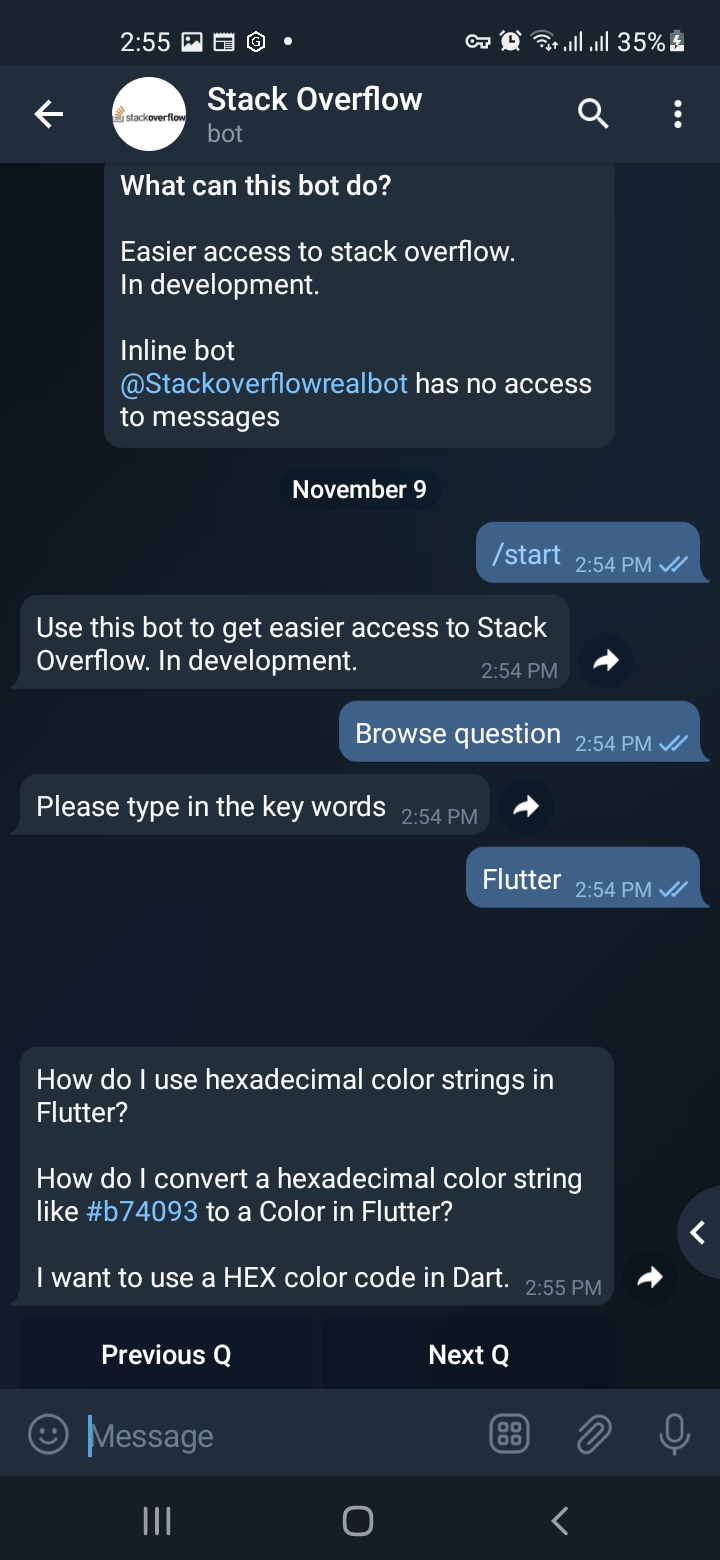 2:55 35%
stackoverflow
Stack Overflow
bot
What can this bot do?
Easier access to stack overflow.
In development.
Inline bot
@Stackoverflowrealbot has no access
to messages
November 9
/start 2:54 PM
Use this bot to get easier access to Stack
Overflow. In development. 2:54 PM
Browse question 2:54 PM
Please type in the key words 2:54 PM
Flutter 2:54 PM
How do I use hexadecimal color strings in
Flutter?
How do I convert a hexadecimal color string
like #b74093 to a Color in Flutter?
I want to use a HEX color code in Dart. 2:55 PM
Previous Q Next Q
Message